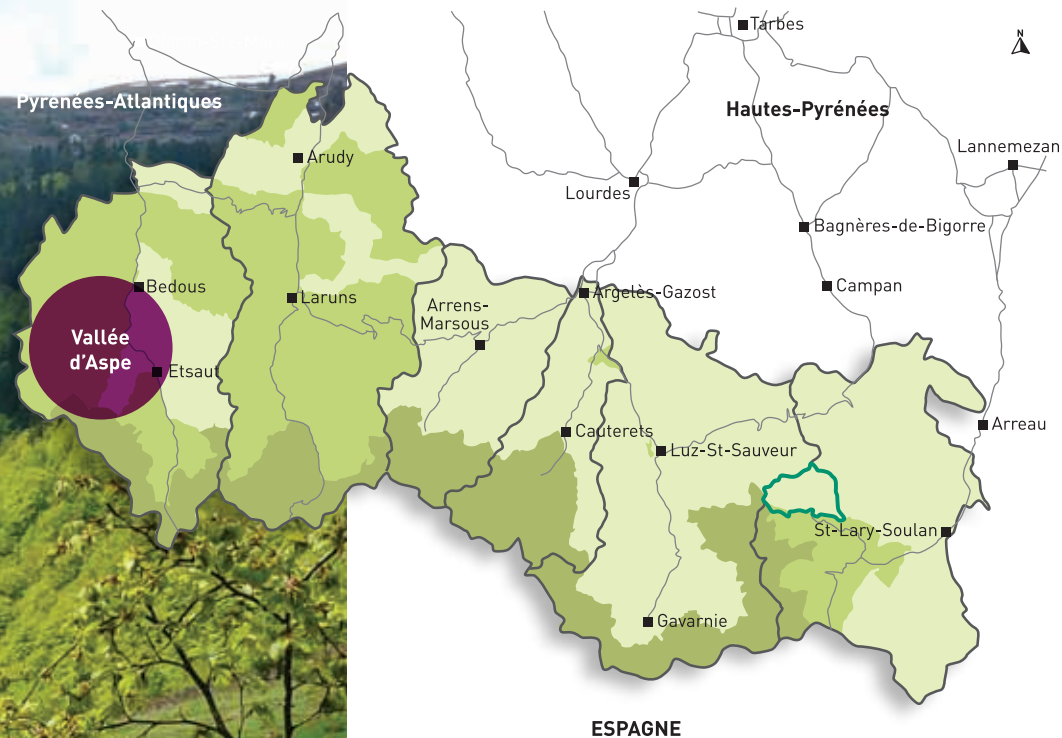 Tarbes
N
Pyrénées-Atlantiques
Hautes-Pyrénées
Lannemezan
Arudy
Lourdes
Bagnères-de-Bigorre
Bedous
Laruns
Arrens-
Marsous
Argelès-Gazost
Campan
Vallée
d'Aspe
Etsaut
Cauterets
Luz-St-Sauveur
Arreau
St-Lary-Soulan
Gavarnie
ESPAGNE